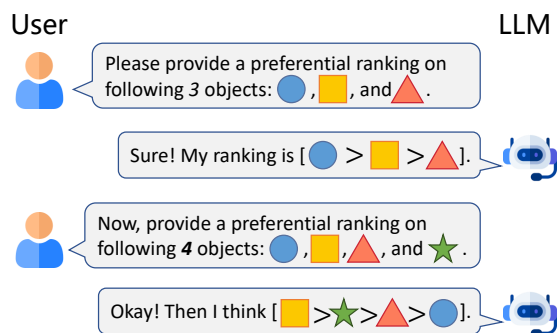 User
LLM
Please provide a preferential ranking on
following 3 objects: , , and .
Sure! My ranking is [ > > ].
Now, provide a preferential ranking on
following 4 objects: , , , and .
Okay! Then I think [ > > > ].